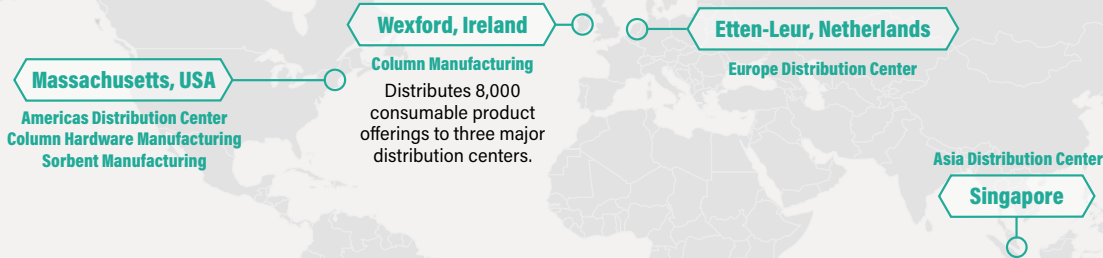 Massachusetts, USA
Americas Distribution Center
Column Hardware Manufacturing
Sorbent Manufacturing
Wexford, Ireland
Column Manufacturing
Distributes 8,000
consumable product
offerings to three major
distribution centers.
Etten-Leur, Netherlands
Europe Distribution Center
Asia Distribution Center
Singapore